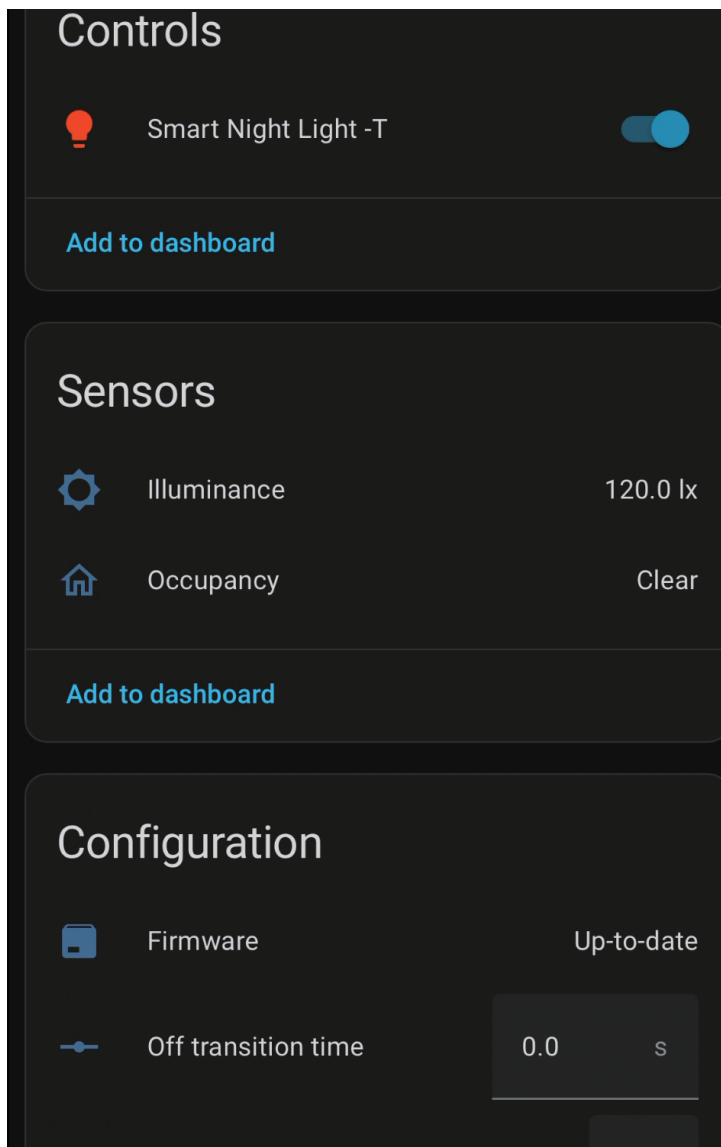 Controls
Smart Night Light -T
Add to dashboard
Sensors
Illuminance 120.0 lx
Occupancy Clear
Add to dashboard
Configuration
Firmware Up-to-date
Off transition time 0.0 s